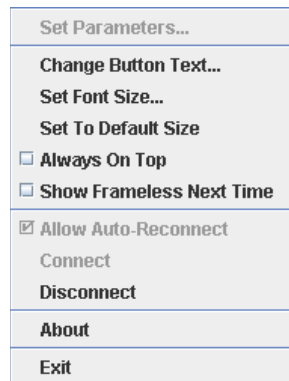 Set Parameters...
Change Button Text...
Set Font Size...
Set To Default Size
Always On Top
Show Frameless Next Time
Allow Auto-Reconnect
Connect
Disconnect
About
Exit